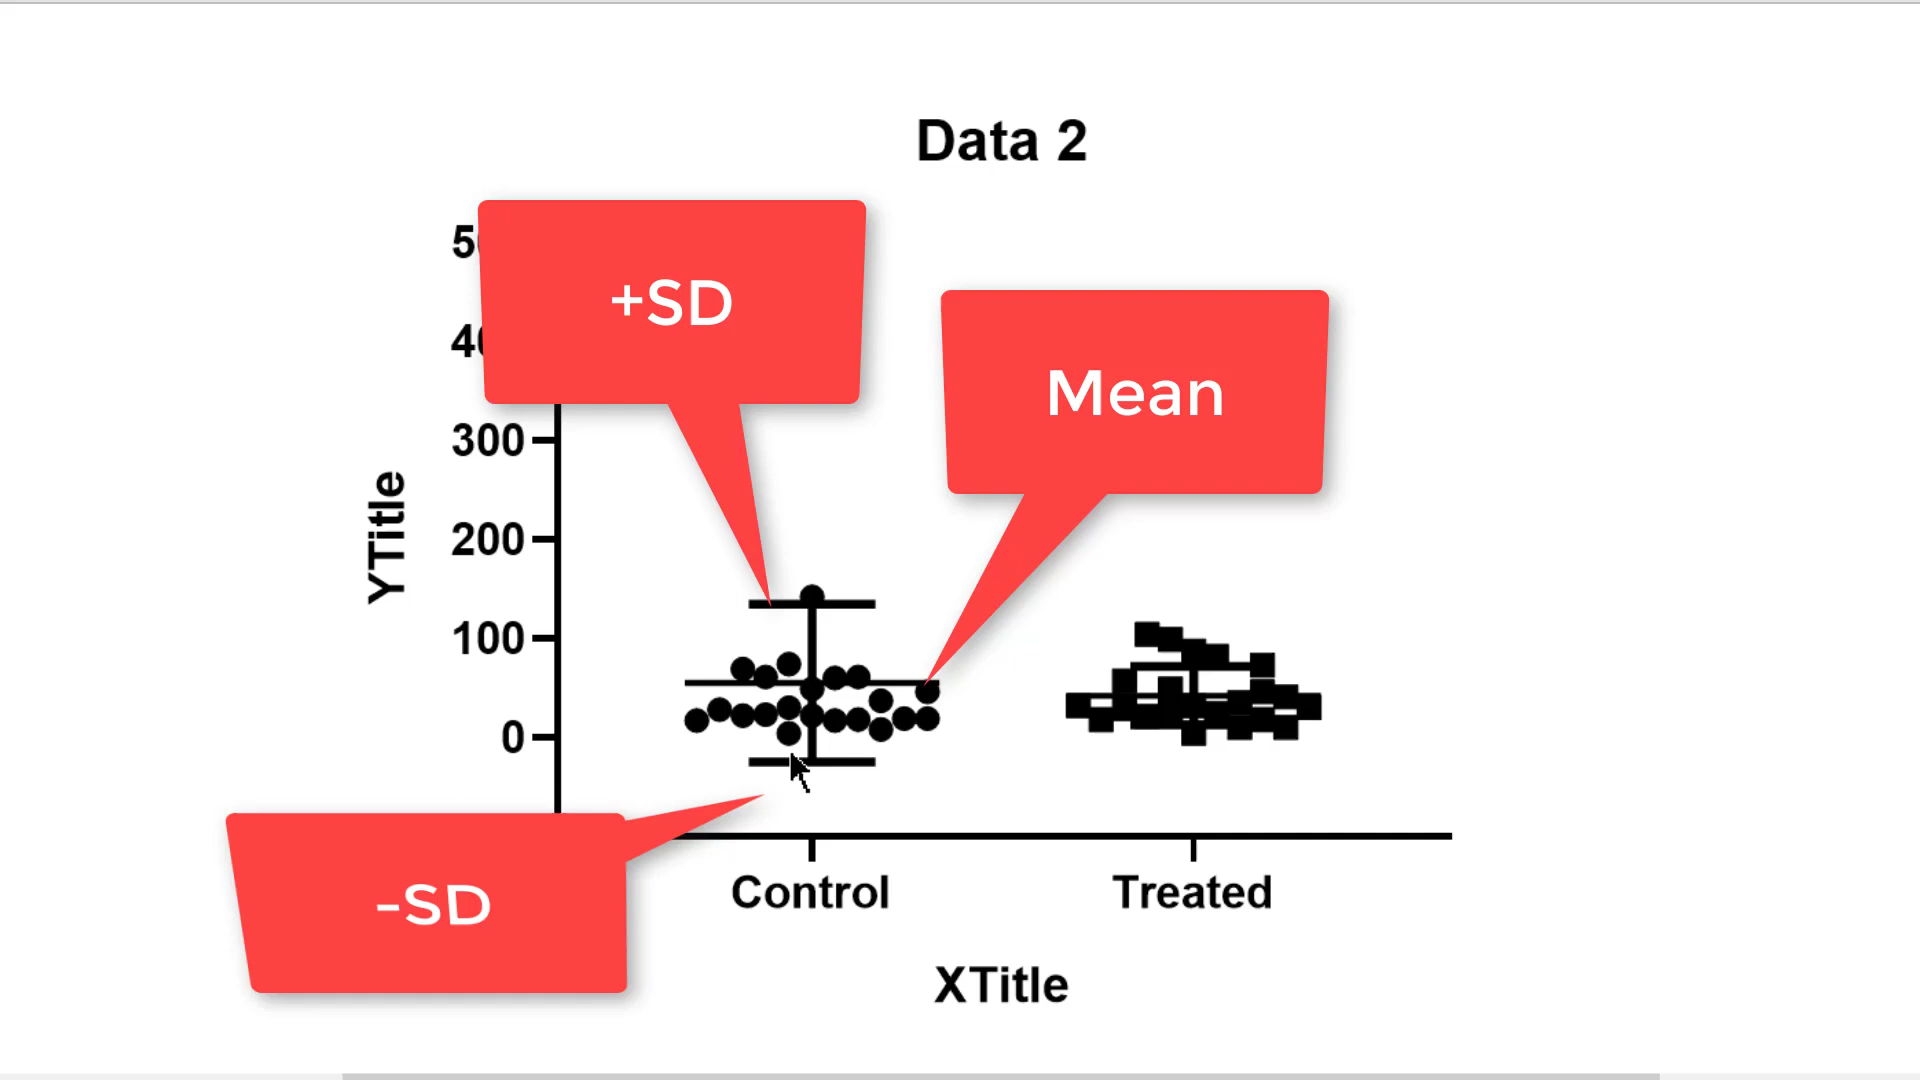 Data 2
+SD
Mean
300
200
100
0
YTitle
-SD
Control
Treated
XTitle